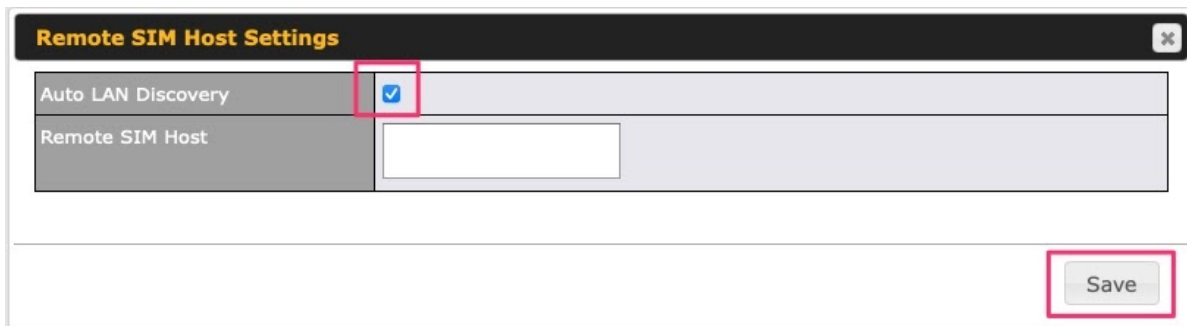 Remote SIM Host Settings
Auto LAN Discovery
Remote SIM Host
Save